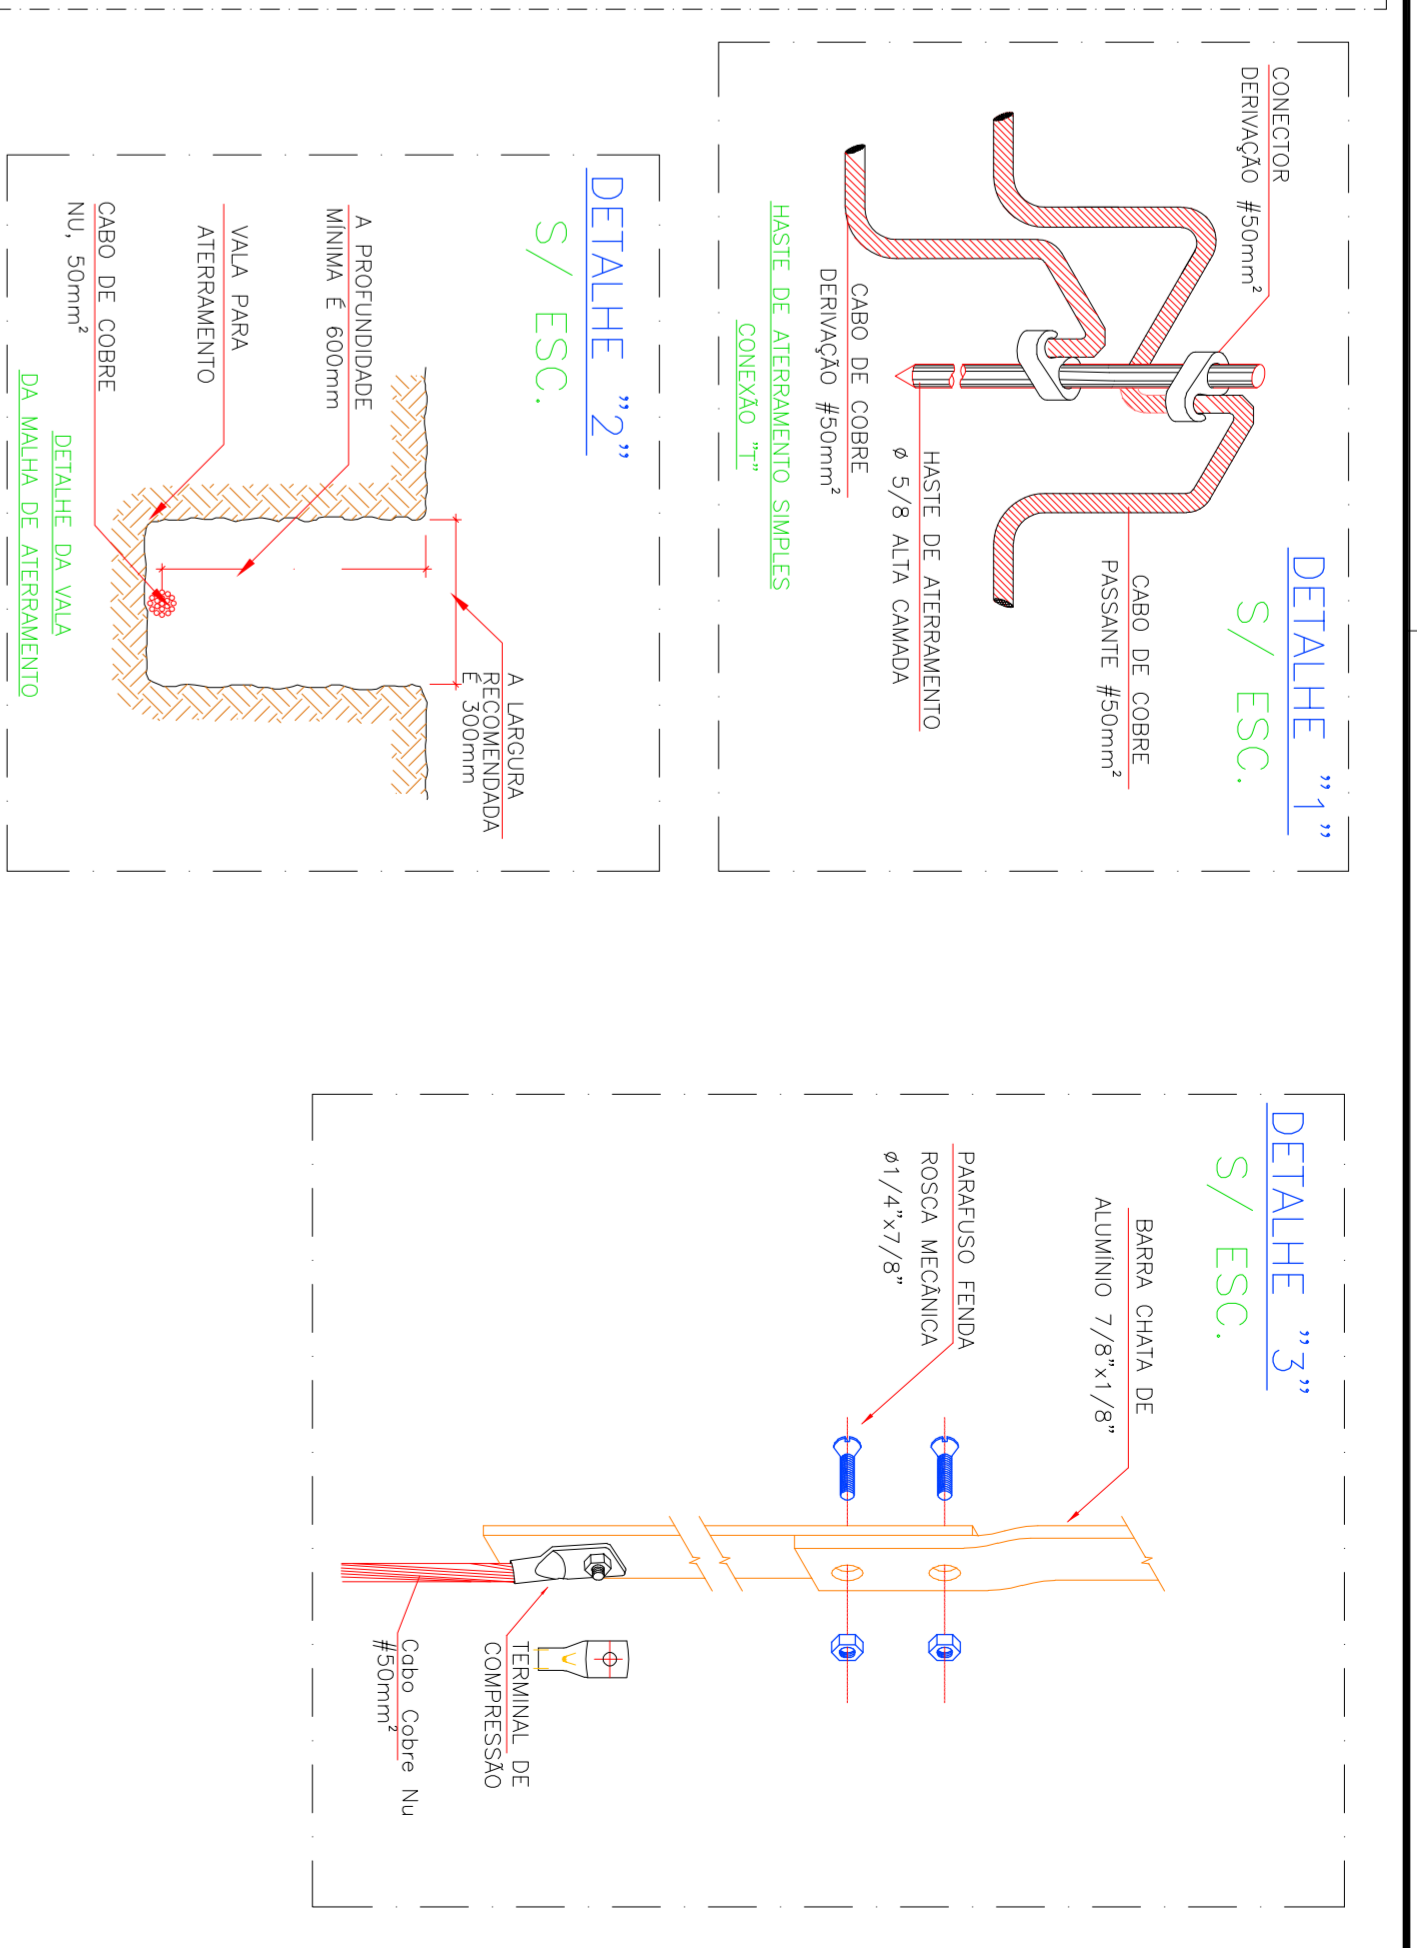 DETALHE "1"
S/ ESC.
CONECTOR
DERIVAÇÃO #50mm²
CABO DE COBRE
PASSANTE #50mm²
HASTE DE ATERRAMENTO
Ø 5/8 ALTA CAMADA
CABO DE COBRE
DERIVAÇÃO #50mm²
HASTE DE ATERRAMENTO SIMPLES
CONEXÃO "T"
DETALHE "2"
S/ ESC.
A LARGURA
RECOMENDADA
É 300mm
A PROFUNDIDADE
MÍNIMA É 600mm
VALA PARA
ATERRAMENTO
CABO DE COBRE
NU, 50mm²
DETALHE DA VALA
DA MALHA DE ATERRAMENTO
DETALHE "3"
S/ ESC.
BARRA CHATA DE
ALUMÍNIO 7/8"x1/8"
PARAFUSO FENDA
ROSCA MECÂNICA
Ø1/4"x7/8"
TERMINAL DE
COMPRESSÃO
Cabo Cobre Nu
#50mm²